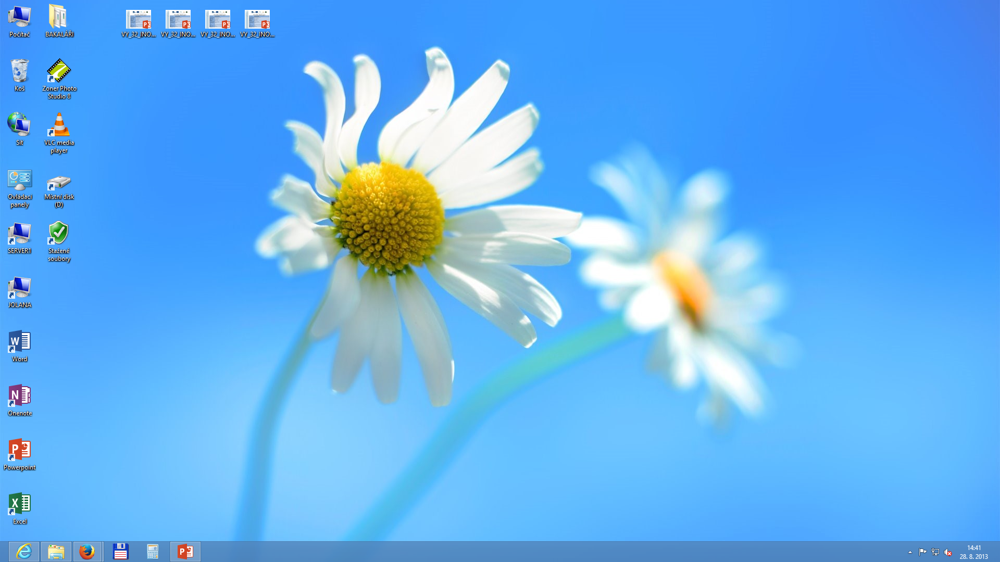 Počítač
BAKALÁŘI
VY_32_INO...
VY_32_INO...
VY_32_INO...
VY_32_INO...
Koš
Zoner Photo
Studio 8
Síť
VLC media
player
Ovládací
panely
Místní disk
(D)
SERVER1
Stažené
soubory
JOLANA
Word
Onenote
Powerpoint
Excel
14:41
28. 8. 2013